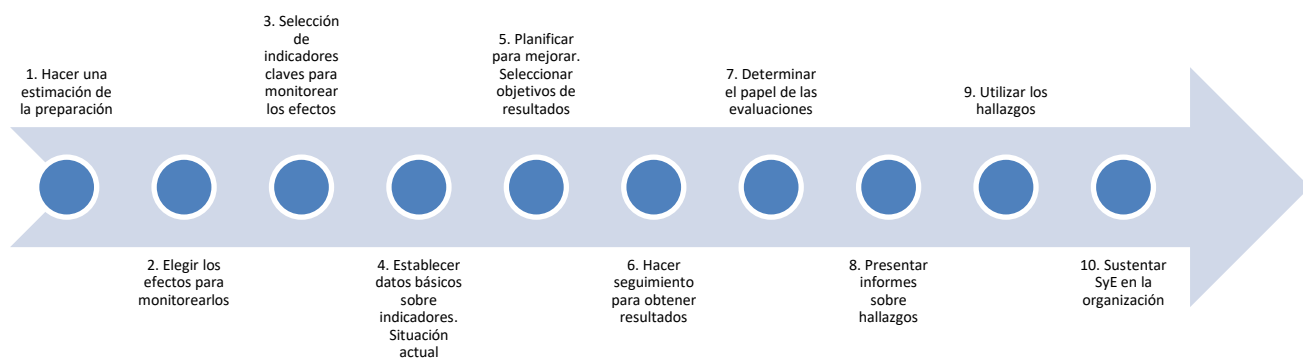 1. Hacer una
estimación de
la preparación
2. Elegir los
efectos para
monitorearlos
3. Selección
de
indicadores
claves para
monitorear
los efectos
4. Establecer
datos básicos
sobre
indicadores.
Situación
actual
5. Planificar
para mejorar.
Seleccionar
objetivos de
resultados
6. Hacer
seguimiento
para obtener
resultados
7. Determinar
el papel de las
evaluaciones
8. Presentar
informes
sobre
hallazgos
9. Utilizar los
hallazgos
10. Sustentar
SyE en la
organización